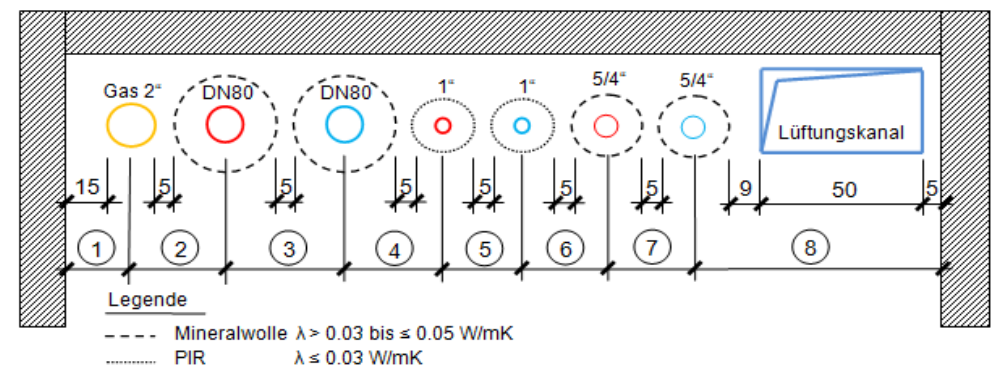 Gas 2“ DN80 DN80 1“ 1“ 5/4“ 5/4“
Lüftungskanal
15 5 5 5 5 5 5 9 50 5
1 2 3 4 5 6 7 8
Legende
Mineralwolle λ > 0.03 bis ≤ 0.05 W/mK
PIR λ ≤ 0.03 W/mK